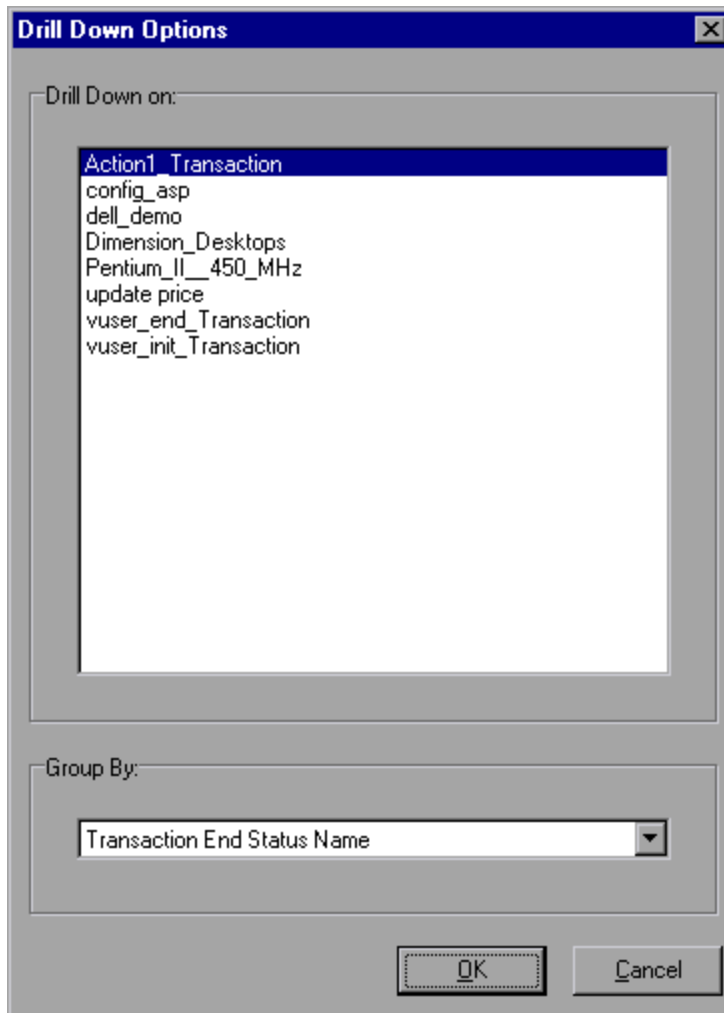 Drill Down Options
Drill Down on:
Action1_Transaction
config_asp
dell_demo
Dimension_Desktops
Pentium_II__450_MHz
update price
vuser_end_Transaction
vuser_init_Transaction
Group By:
Transaction End Status Name
OK Cancel